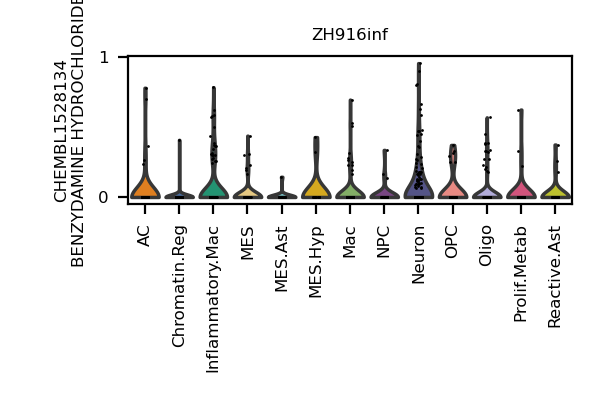 ZH916inf
CHEMBL1528134
BENZYDAMINE HYDROCHLORIDE
1
0
AC
Chromatin.Reg
Inflammatory.Mac
MES
MES.Ast
MES.Hyp
Mac
NPC
Neuron
OPC
Oligo
Prolif.Metab
Reactive.Ast